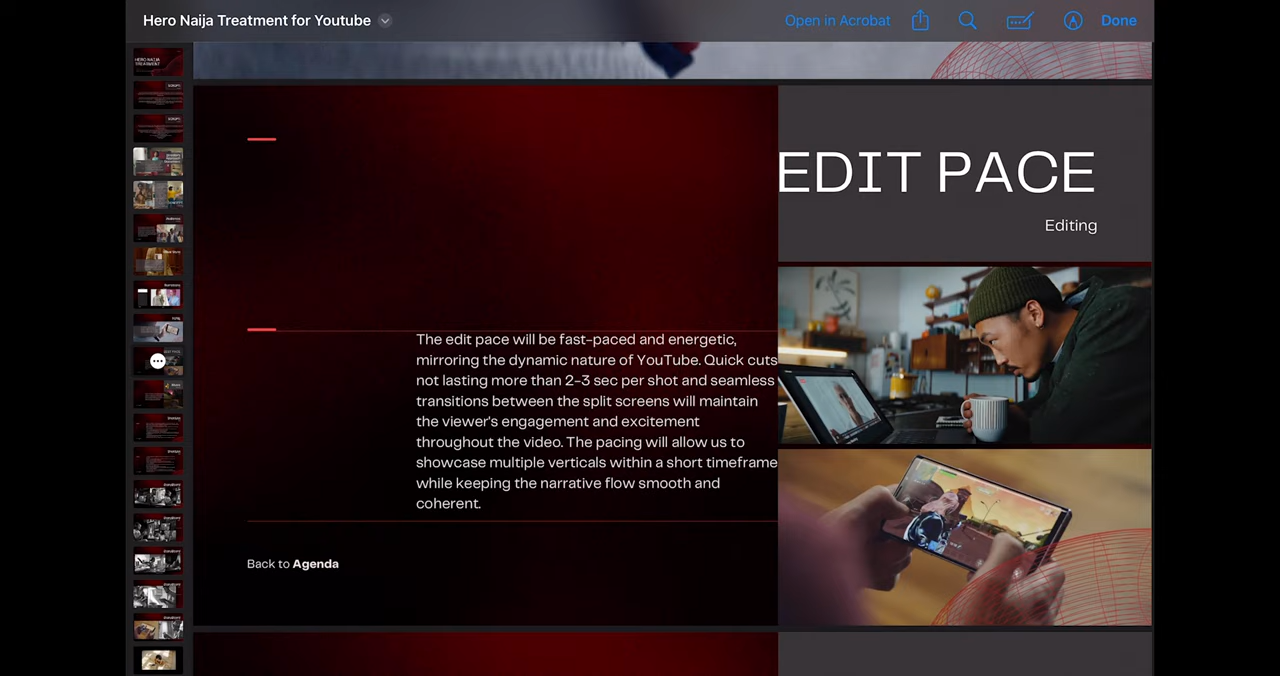 Hero Naija Treatment for Youtube
Open in Acrobat
Done
HERO NAIJA
TREATMENT
EDIT PACE
Editing
The edit pace will be fast-paced and energetic,
mirroring the dynamic nature of YouTube. Quick cuts
not lasting more than 2-3 sec per shot and seamless
transitions between the split screens will maintain
the viewer's engagement and excitement
throughout the video. The pacing will allow us to
showcase multiple verticals within a short timeframe
while keeping the narrative flow smooth and
coherent.
Back to Agenda